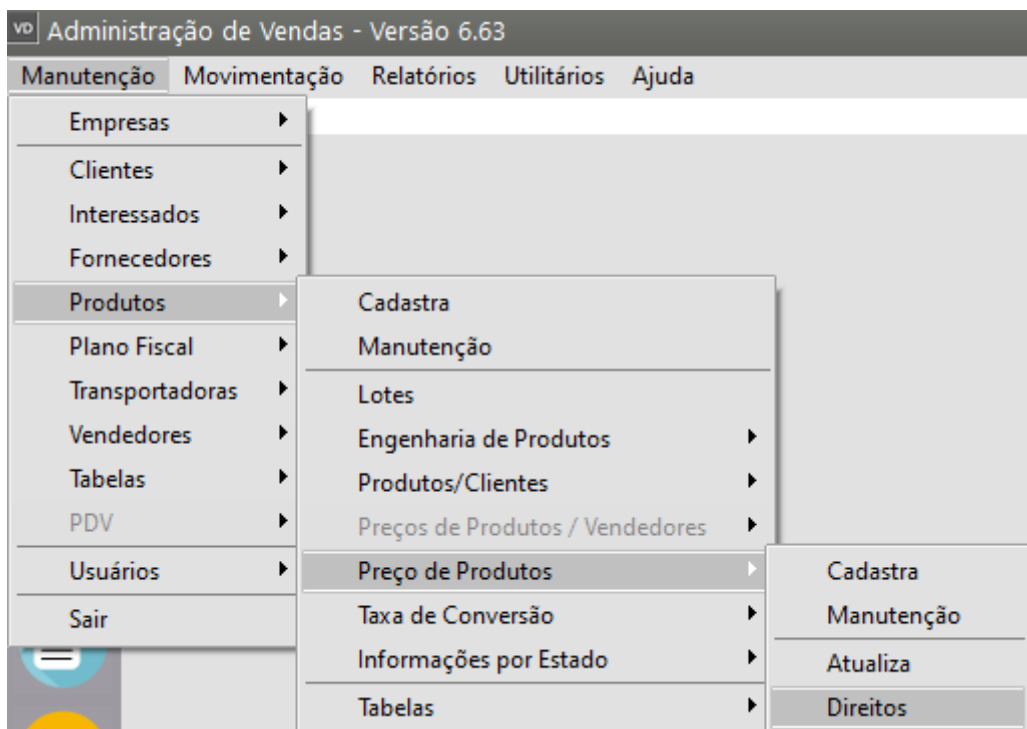 VD Administração de Vendas - Versão 6.63
Manutenção Movimentação Relatórios Utilitários Ajuda
Empresas
Clientes
Interessados
Fornecedores
Produtos
Plano Fiscal
Transportadoras
Vendedores
Tabelas
PDV
Usuários
Sair
Cadastra
Manutenção
Lotes
Engenharia de Produtos
Produtos/Clientes
Preços de Produtos / Vendedores
Preço de Produtos
Taxa de Conversão
Informações por Estado
Tabelas
Cadastra
Manutenção
Atualiza
Direitos